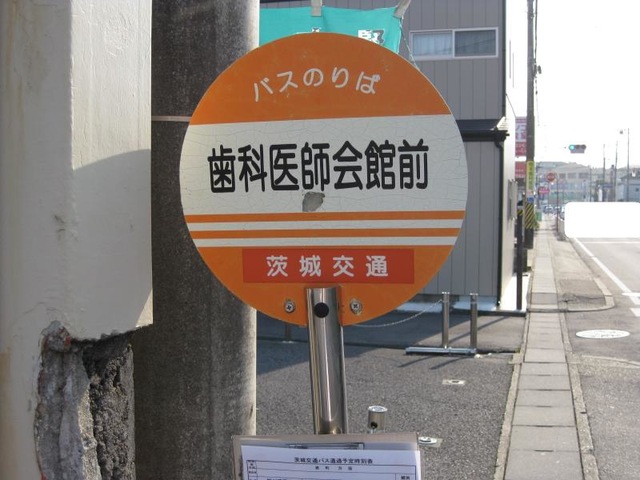 バスのりば
歯科医師会館前
茨城交通
茨城交通バス通過予定時刻表